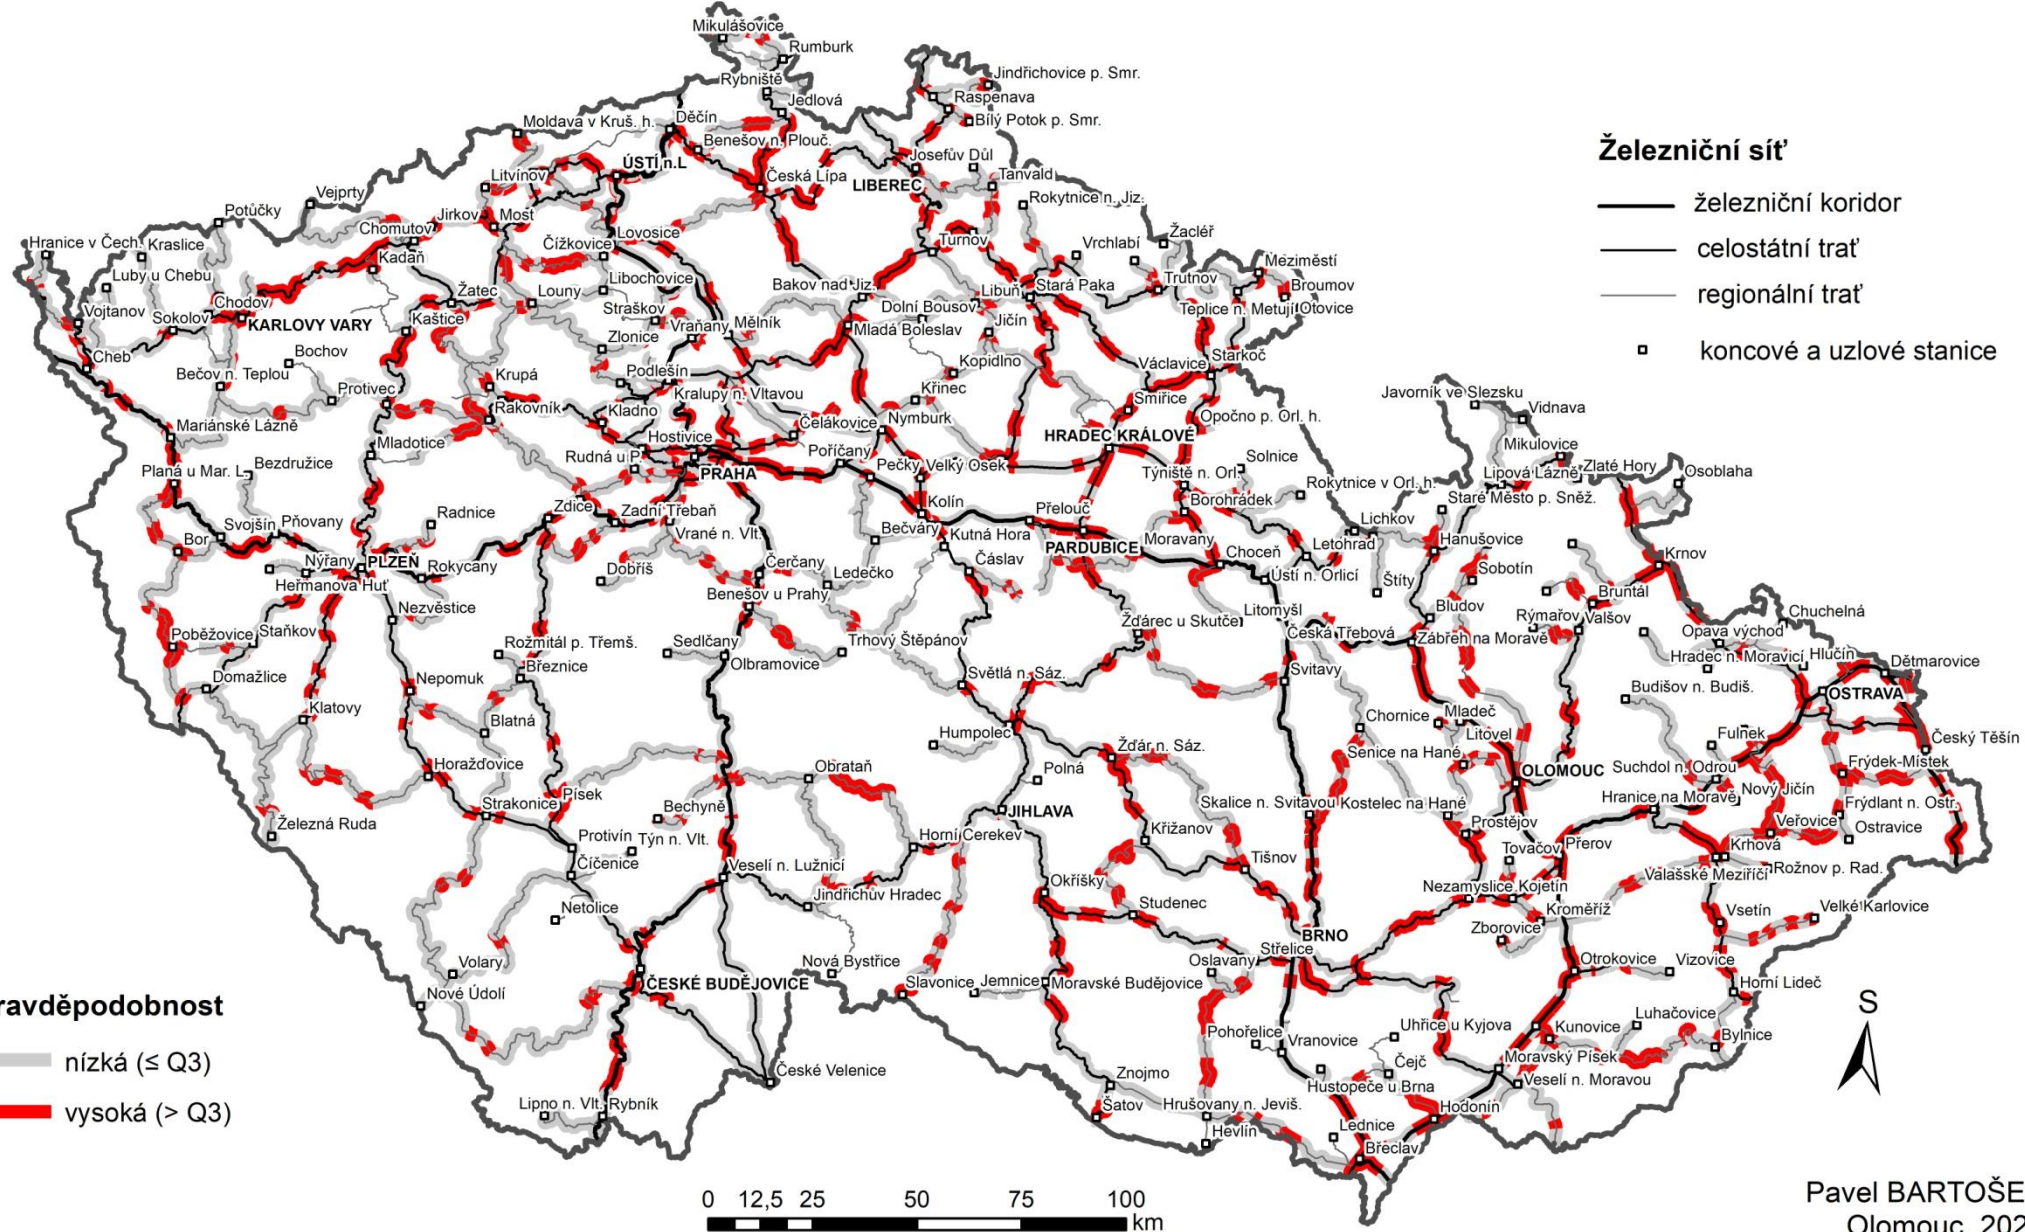 Mikulášovice
Rumburk
Rybniště
Jindřichovice p. Smr.
Jedlová
Raspenava
Moldava v Kruš. h.
Děčín
Bílý Potok p. Smr.
Benešov n. Plouč.
Železniční síť
ÚSTÍ n.L
Josefův Důl
Litvínov
Česká Lípa
LIBEREC
Tanvald
Vejprty
Rokytnice n. Jiz.
železniční koridor
Potůčky
Jirkov
Most
Chomutov
Lovosice
Hranice v Čech.
Kraslice
Čížkovice
Turnov
Vrchlabí
Žacléř
celostátní trať
Kadaň
Luby u Chebu
Libochovice
Meziměstí
Bakov nad Jiz.
Libuň
Stará Paka
Trutnov
Broumov
regionální trať
Chodov
Žatec
Louny
Straškov
Dolní Bousov
Teplice n. Metují
Otovice
Vojtanov
Sokolov
KARLOVY VARY
Kaštice
Vraňany
Mělník
Mladá Boleslav
Jičín
Zlonice
Cheb
Bochov
Kopidlno
Václavice
Starkoč
koncové a uzlové stanice
Bečov n. Teplou
Krupá
Podlešín
Protivec
Kralupy n. Vltavou
Křinec
Javorník ve Slezsku
Rakovník
Kladno
Smiřice
Vidnava
Mariánské Lázně
Čelákovice
Nymburk
Opočno p. Orl. h.
Mladotice
Hostivice
HRADEC KRÁLOVÉ
Mikulovice
Planá u Mar. L.
Bezdružice
Rudná u P.
PRAHA
Poříčany
Pečky
Velký Osek
Týniště n. Orl.
Solnice
Lipová Lázně
Zlaté Hory
Osoblaha
Rokytnice v Orl. h.
Staré Město p. Sněž.
Kolín
Borohrádek
Zdice
Zadní Třebaň
Přelouč
Svojšín
Pňovany
Radnice
Lichkov
Vrané n. Vlt.
Bečváry
Kutná Hora
Moravany
Hanušovice
Bor
PARDUBICE
Choceň
Letohrad
Krnov
Nýřany
PLZEŇ
Rokycany
Čerčany
Čáslav
Dobříš
Ledečko
Ústí n. Orlicí
Štíty
Sobotín
Heřmanova Huť
Benešov u Prahy
Bruntál
Nezvěstice
Litomyšl
Bludov
Rýmařov
Valšov
Chuchelná
Žďárec u Skutče
Poběžovice
Staňkov
Rožmitál p. Třemš.
Sedlčany
Trhový Štěpánov
Česká Třebová
Zábřeh na Moravě
Opava východ
Březnice
Olbramovice
Hradec n. Moravicí
Hlučín
Dětmarovice
Domažlice
Nepomuk
Světlá n. Sáz.
Svitavy
Budišov n. Budiš.
OSTRAVA
Klatovy
Blatná
Chornice
Mladeč
Humpolec
Litovel
Fulnek
Žďár n. Sáz.
Senice na Hané
Český Těšín
Horažďovice
Obrataň
Polná
OLOMOUC
Suchdol n. Odrou
Frýdek-Místek
Strakonice
Písek
Bechyně
JIHLAVA
Skalice n. Svitavou
Kostelec na Hané
Hranice na Moravě
Nový Jičín
Frýdlant n. Ostr.
Železná Ruda
Protivín
Týn n. Vlt.
Horní Cerekev
Křižanov
Prostějov
Veřovice
Ostravice
Číčenice
Tišnov
Tovačov
Přerov
Krhová
Veselí n. Lužnicí
Valašské Meziříčí
Rožnov p. Rad.
Okříšky
Jindřichův Hradec
Nezamyslice
Kojetín
Netolice
Studenec
Kroměříž
Vsetín
Velké Karlovice
Zborovice
BRNO
Střelice
Volary
Nová Bystřice
Oslavany
Otrokovice
Vizovice
ČESKÉ BUDĚJOVICE
Slavonice
Jemnice
Moravské Budějovice
Horní Lideč
Nové Údolí
S
ravděpodobnost
Luhačovice
Uhřice u Kyjova
Kunovice
Pohořelice
Vranovice
Bylnice
nízká (≤ Q3)
České Velenice
Znojmo
Čejč
Moravský Písek
Hustopeče u Brna
Veselí n. Moravou
vysoká (> Q3)
Lipno n. Vlt.
Rybník
Šatov
Hrušovany n. Jeviš.
Hodonín
Hevlín
Lednice
Břeclav
0 12,5 25 50 75 100
km
Pavel BARTOŠE
Olomouc, 202